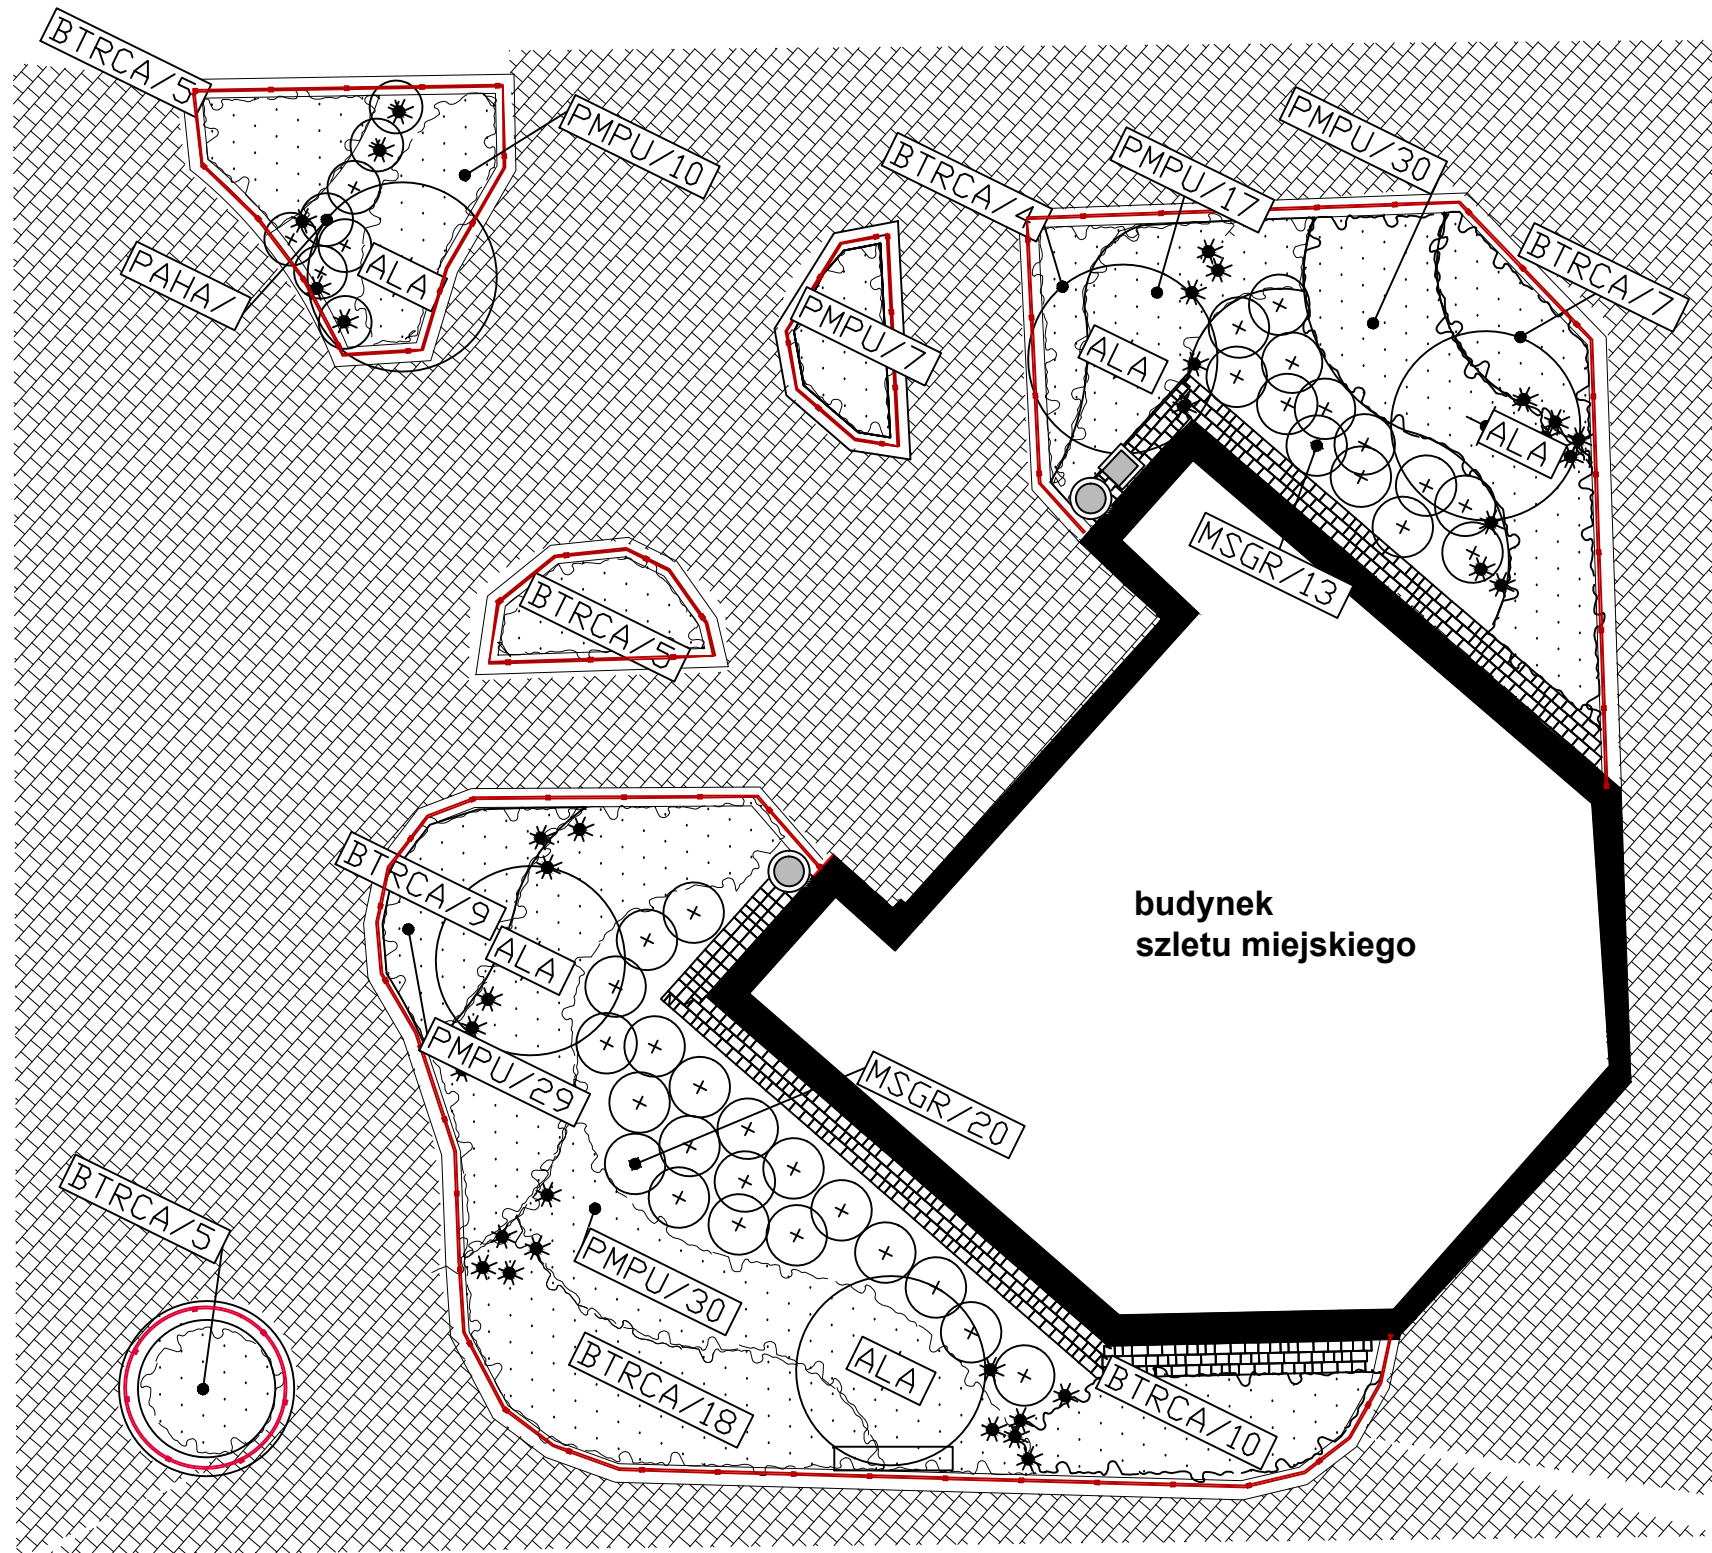 BTRCA/5
PMPU/10
PAHA/
ALA
PMPU/7
BTRCA/4
PMPU/17
PMPU/30
BTRCA/7
ALA
ALA
MSGR/13
BTRCA/5
budynek
szletu miejskiego
BTRCA/9
ALA
PMPU/29
MSGR/20
BTRCA/5
PMPU/30
BTRCA/18
ALA
BTRCA/10